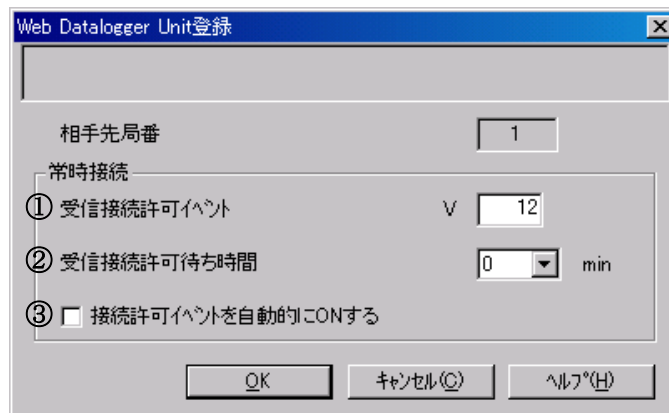 Web Datalogger Unit登録
相手先局番 1
常時接続
① 受信接続許可ｲﾍﾞﾝﾄ V 12
② 受信接続許可待ち時間 0 min
③ 接続許可ｲﾍﾞﾝﾄを自動的にONする
OK ｷｬﾝｾﾙ(C) ﾍﾙﾌﾟ(H)